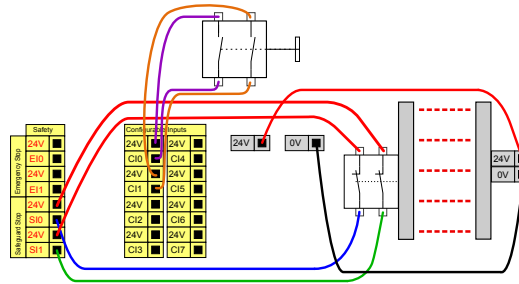 Safety
Emergency Stop
24V
EI0
24V
EI1
Safeguard Stop
24V
SI0
24V
SI1
Configurable Inputs
24V 24V
CI0 CI4
24V 24V
CI1 CI5
24V 24V
CI2 CI6
24V 24V
CI3 CI7
24V
0V
24V
0V